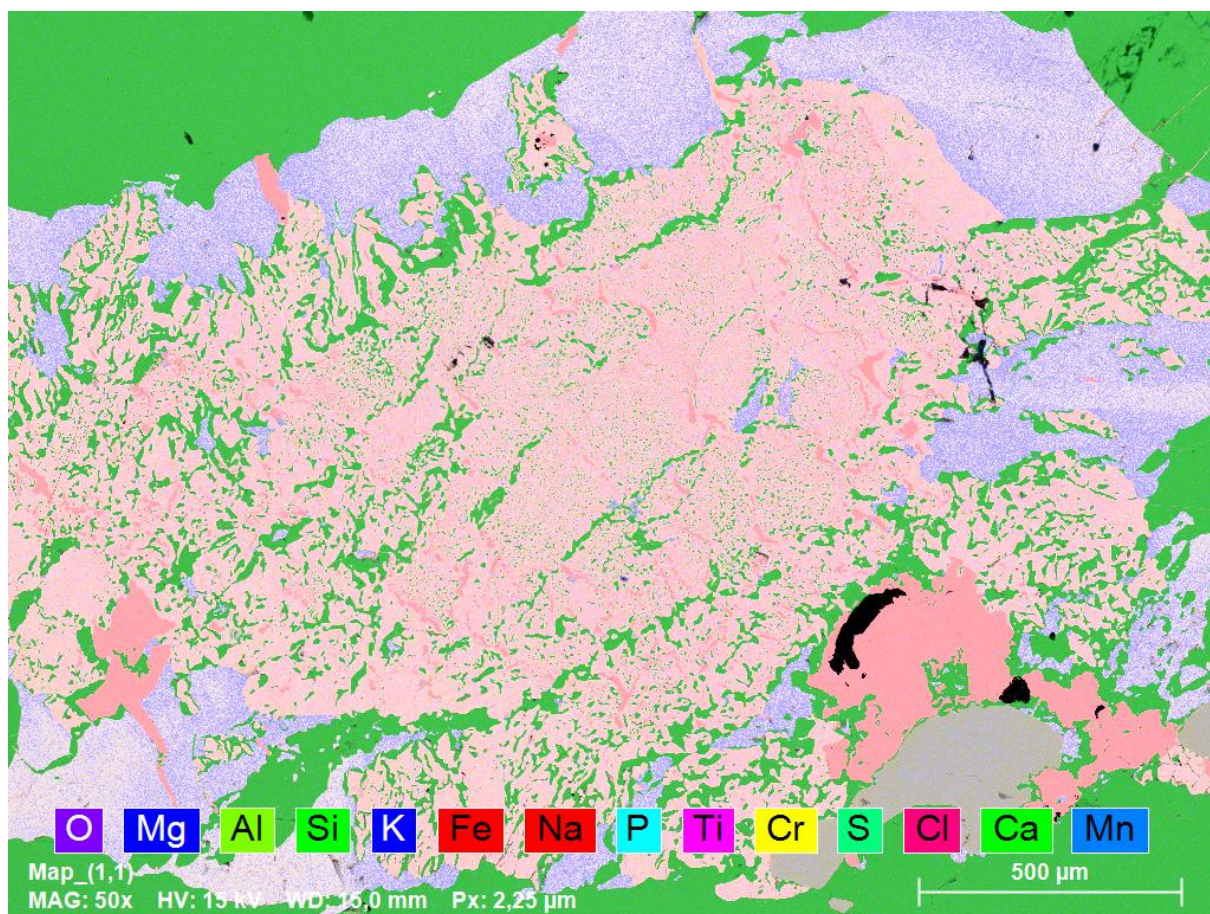 O Mg Al Si K Fe Na P Ti Cr S Cl Ca Mn
Map_(1,1)
500 µm
MAG: 50x HV: 15 kV WD: 15,0 mm Px: 2,25 µm